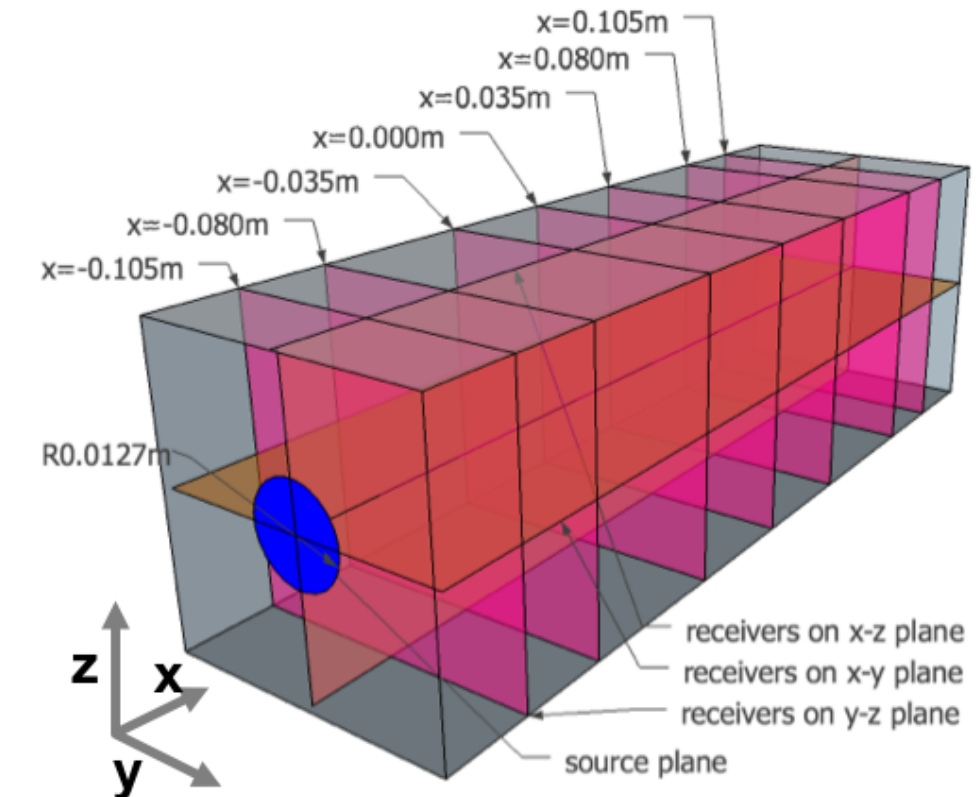 x=0.105m
x=0.080m
x=0.035m
x=0.000m
x=-0.035m
x=-0.080m
x=-0.105m
R0.0127m
z
x
y
receivers on x-z plane
receivers on x-y plane
receivers on y-z plane
source plane